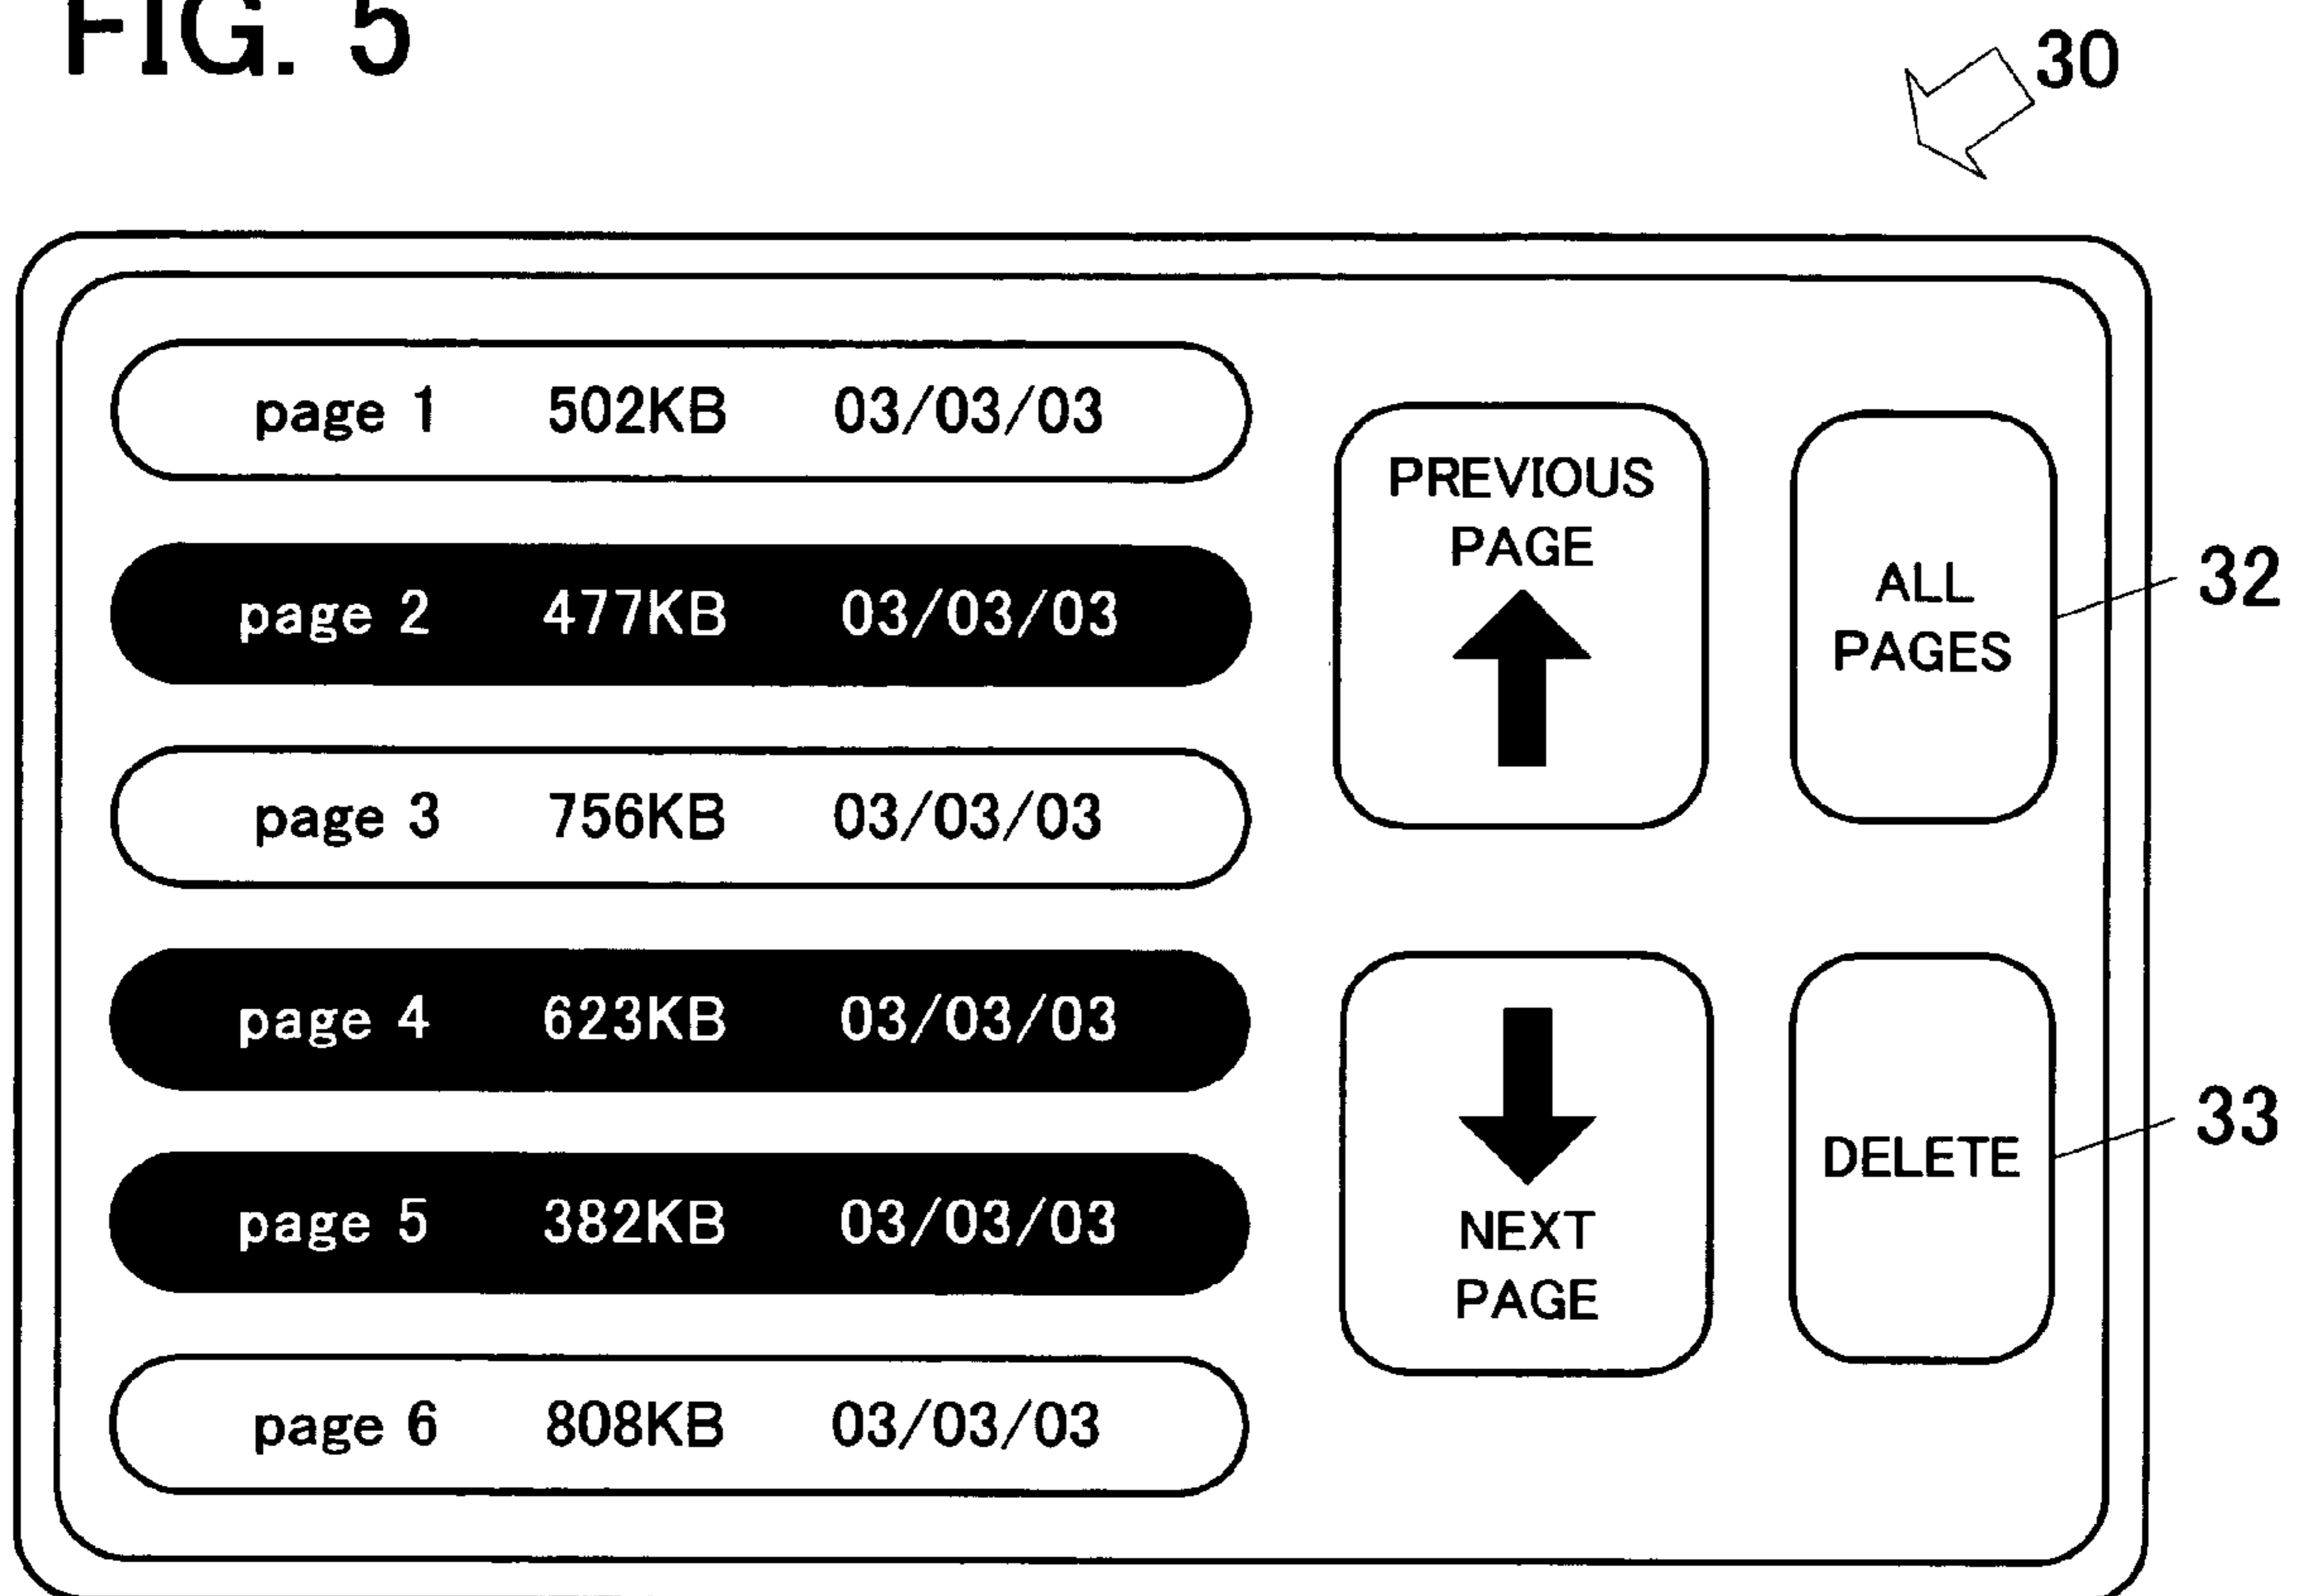 FIG. 5
30
page 1 502KB 03/03/03
page 2 477KB 03/03/03
page 3 756KB 03/03/03
page 4 623KB 03/03/03
page 5 382KB 03/03/03
page 6 808KB 03/03/03
PREVIOUS
PAGE
NEXT
PAGE
ALL
PAGES
32
DELETE
33